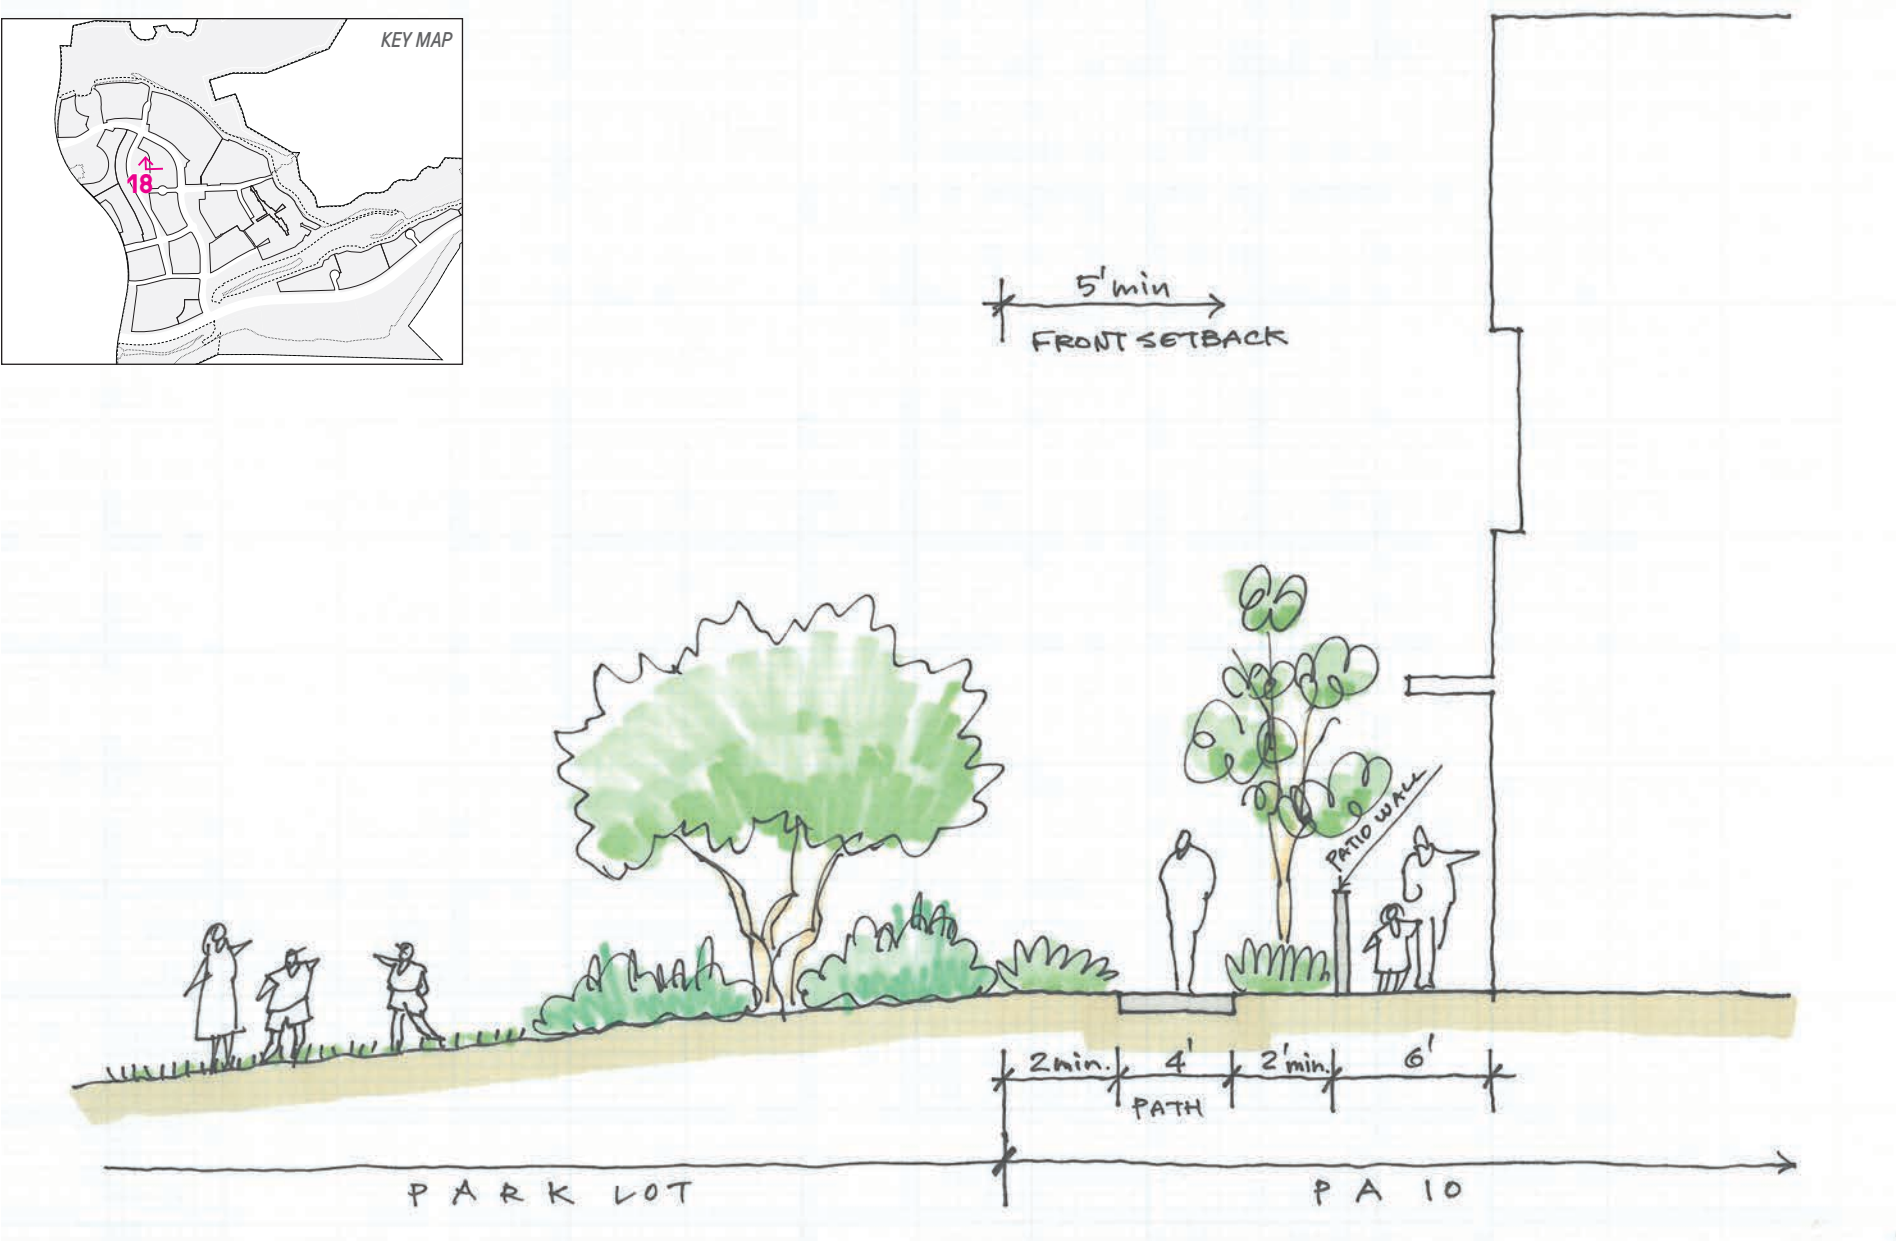 KEY MAP
18
5' min
FRONT SETBACK
PATIO WALL
2 min.
4'
2' min.
6'
PATH
PARK LOT
PA 10